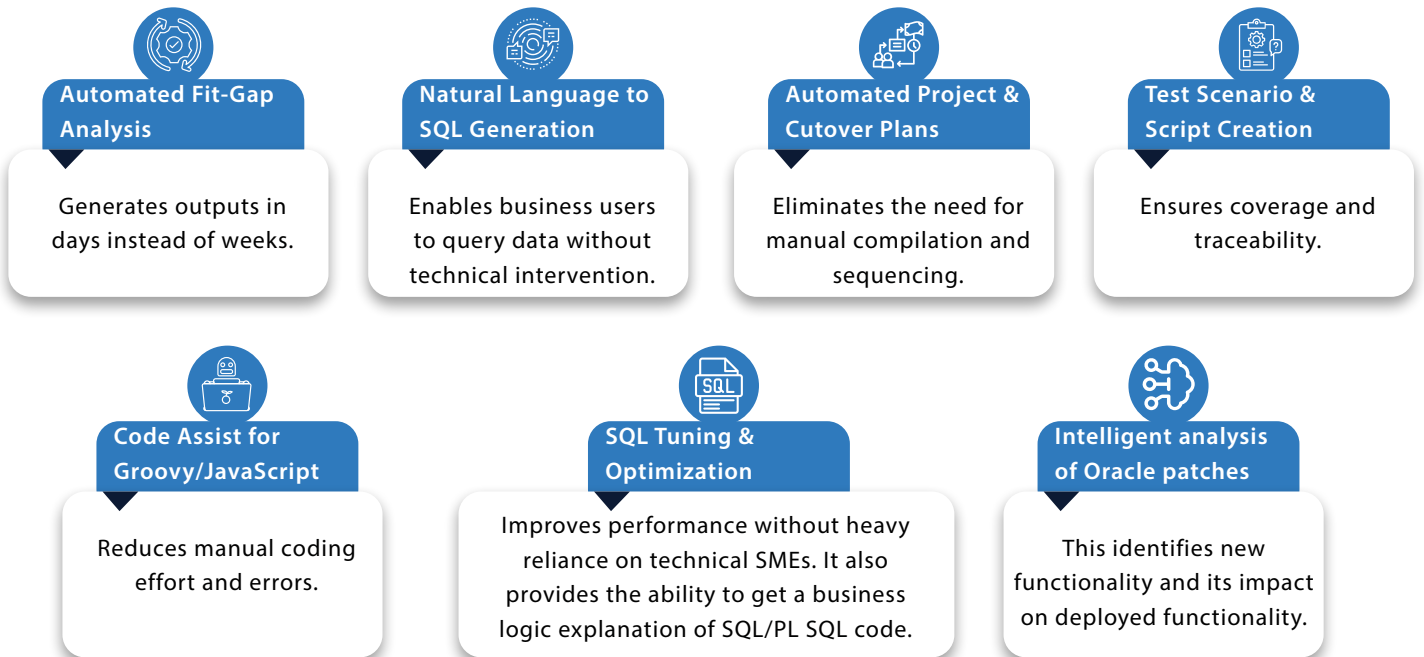 Automated Fit-Gap
Analysis
Generates outputs in
days instead of weeks.
Natural Language to
SQL Generation
Enables business users
to query data without
technical intervention.
Automated Project &
Cutover Plans
Eliminates the need for
manual compilation and
sequencing.
Test Scenario &
Script Creation
Ensures coverage and
traceability.
Code Assist for
Groovy/JavaScript
Reduces manual coding
effort and errors.
SQL
SQL Tuning &
Optimization
Improves performance without heavy
reliance on technical SMEs. It also
provides the ability to get a business
logic explanation of SQL/PL SQL code.
Intelligent analysis
of Oracle patches
This identifies new
functionality and its impact
on deployed functionality.